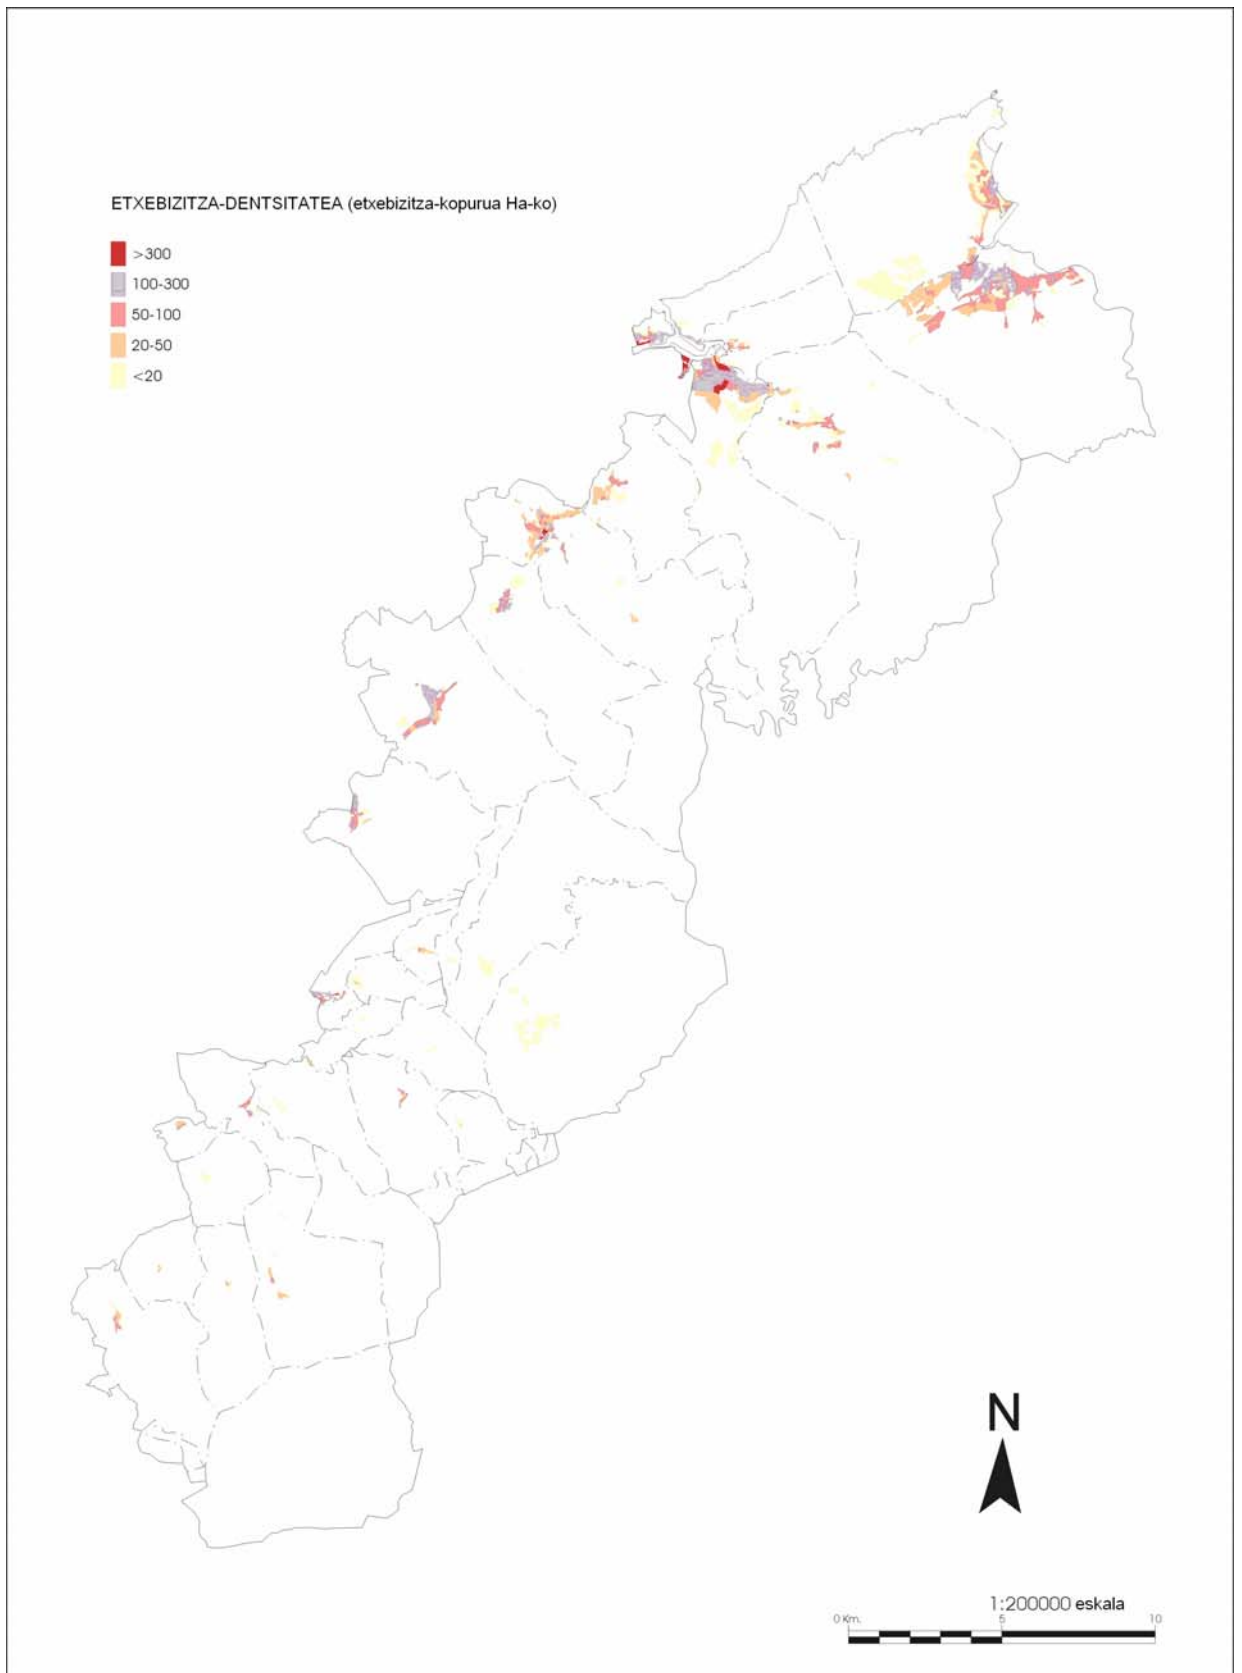 ETXEBIZITZA-DENTSITATEA (etxebizitza-kopurua Ha-ko)
>300
100-300
50-100
20-50
<20
N
1:200000 eskala
0 Km. 5 10